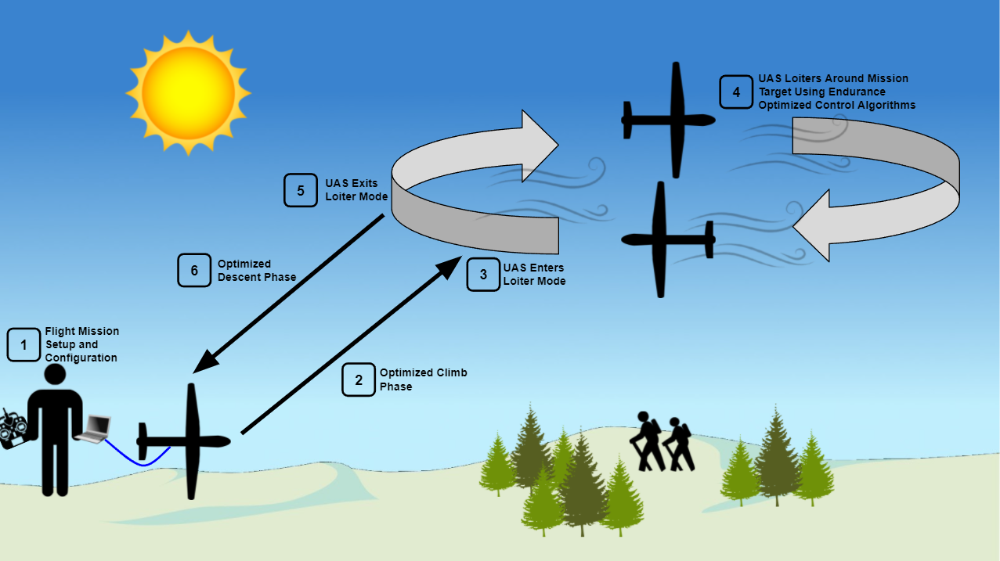 1
Flight Mission
Setup and
Configuration
2
Optimized Climb
Phase
3
UAS Enters
Loiter Mode
4
UAS Loiters Around Mission
Target Using Endurance
Optimized Control Algorithms
5
UAS Exits
Loiter Mode
6
Optimized
Descent Phase